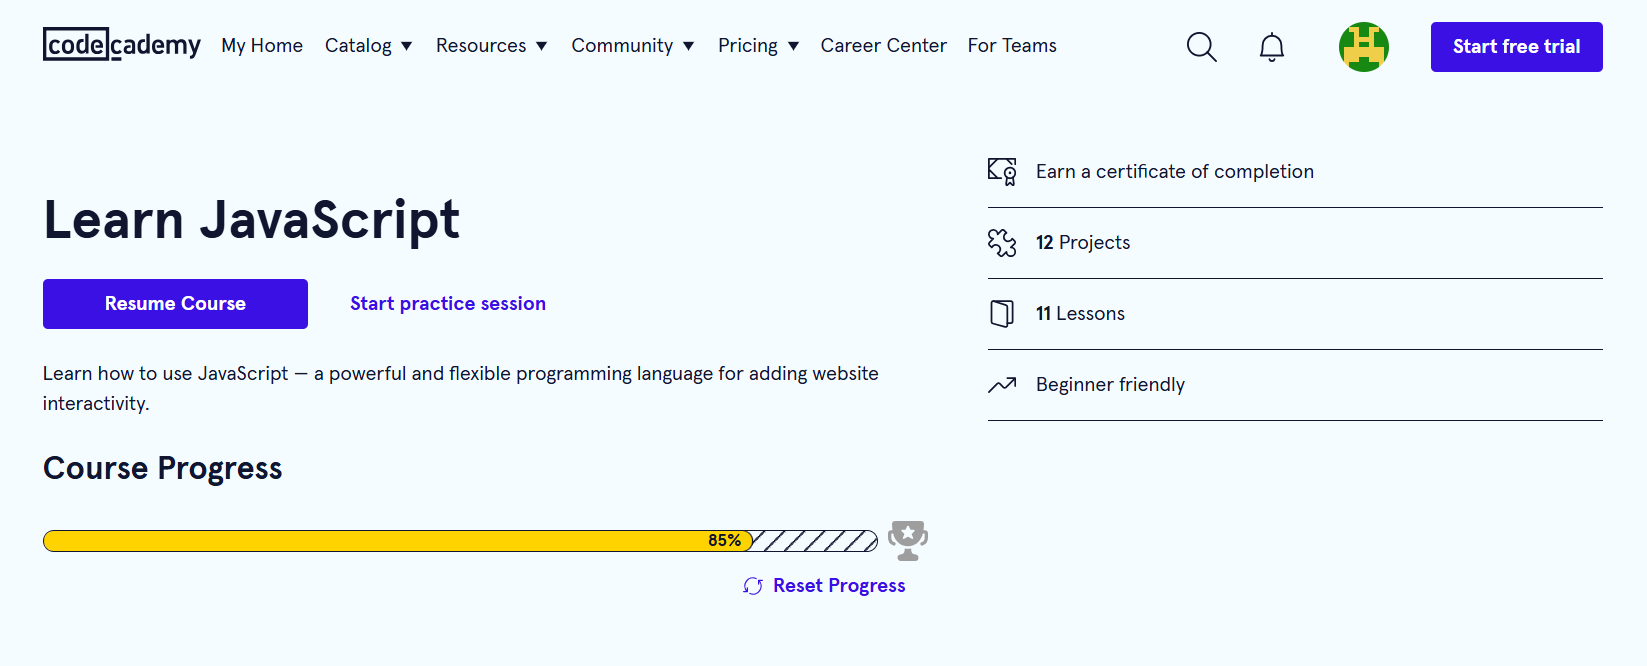 codecademy My Home Catalog Resources Community Pricing Career Center For Teams Start free trial
Learn JavaScript
Resume Course Start practice session
Learn how to use JavaScript — a powerful and flexible programming language for adding website
interactivity.
Course Progress
85%
Reset Progress
Earn a certificate of completion
12 Projects
11 Lessons
Beginner friendly